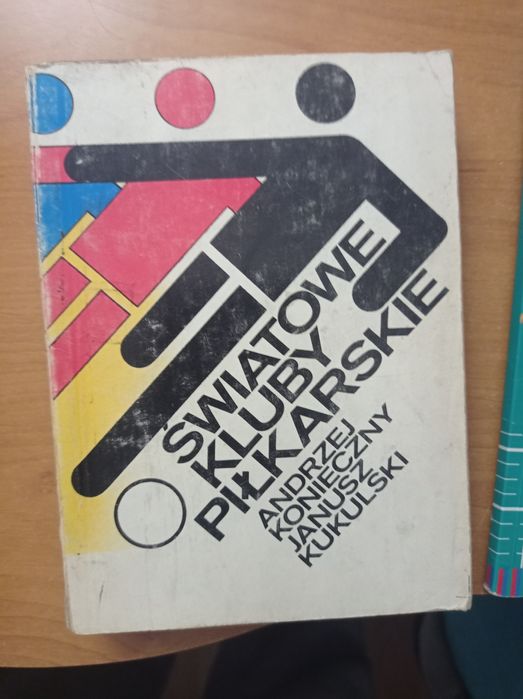 ŚWIATOWE
KLUBY
PIŁKARSKIE
ANDRZEJ
KONIECZNY
JANUSZ
KUKULSKI